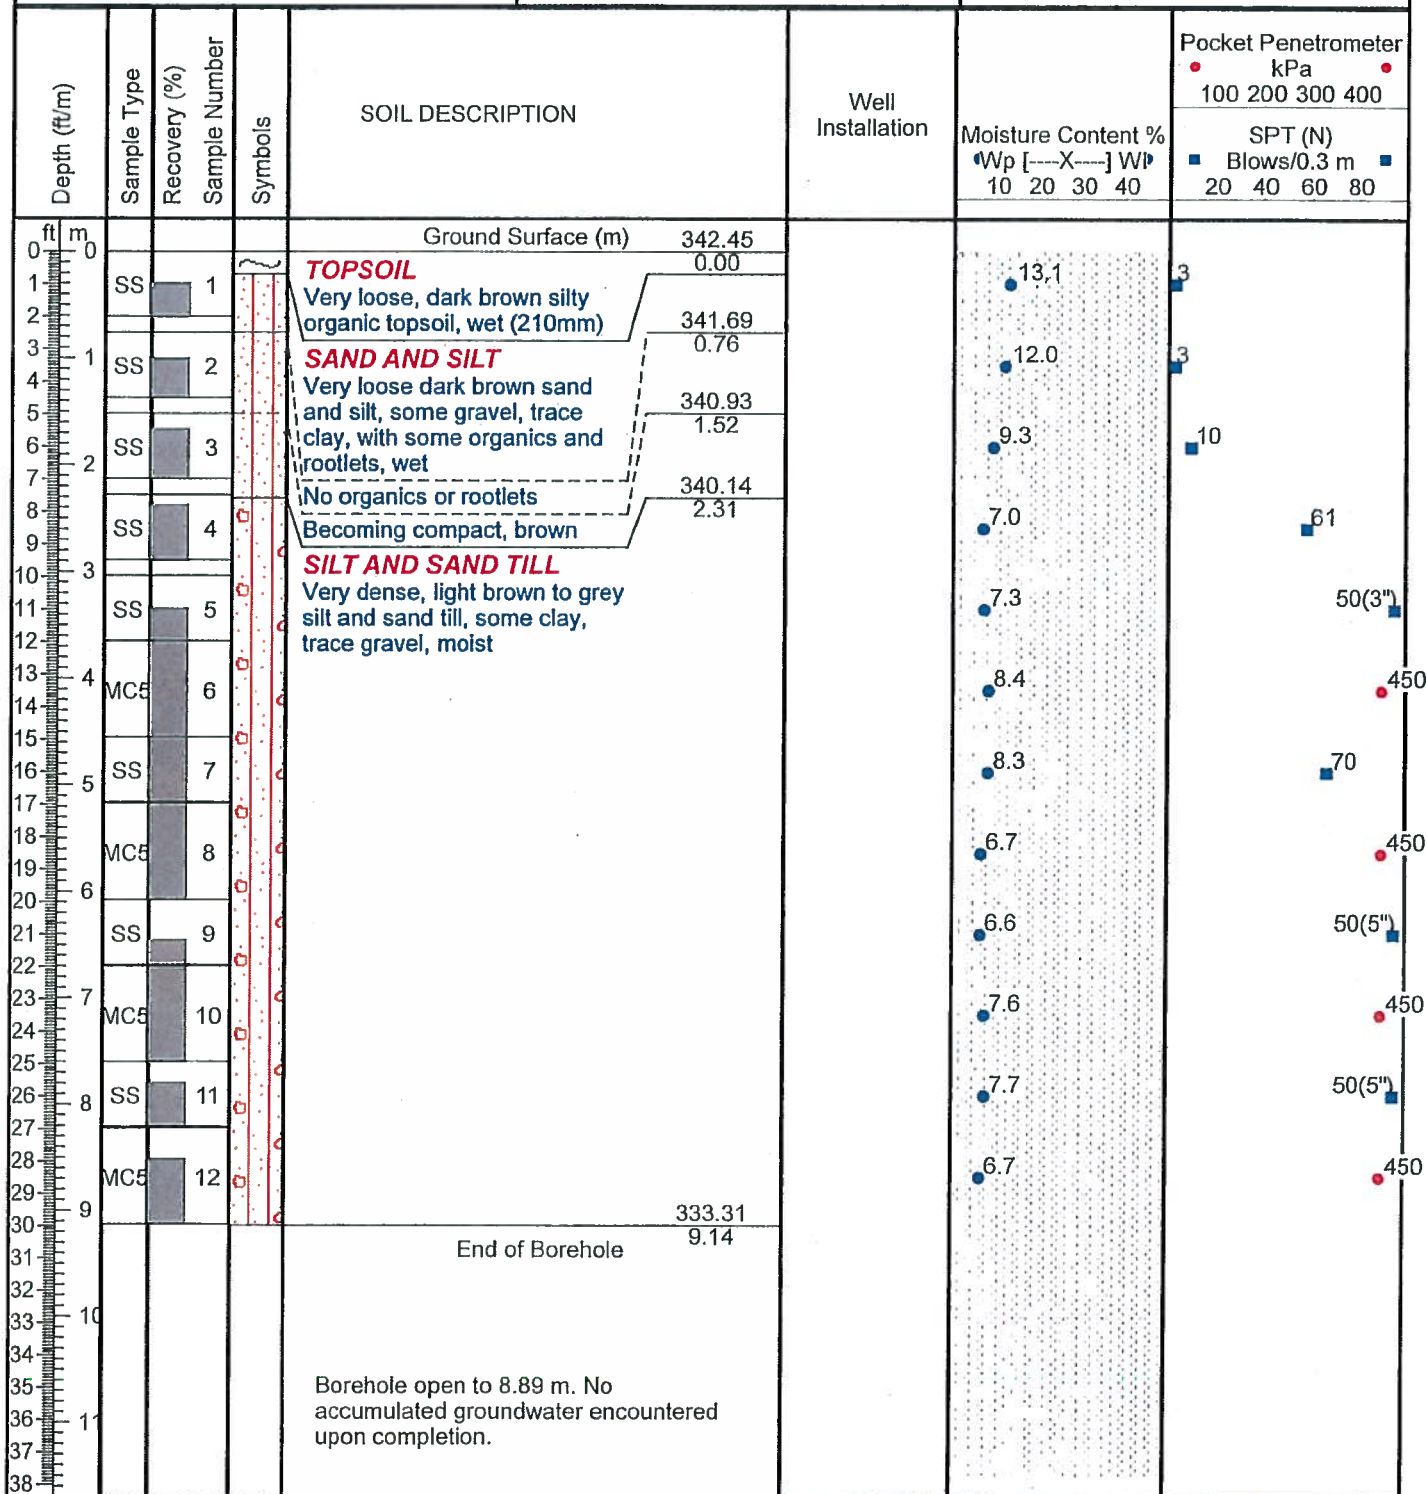 Depth (ft/m)
Sample Type
Recovery (%)
Sample Number
Symbols
SOIL DESCRIPTION
Well
Installation
Moisture Content %
Wp [----X----] Wl
10 20 30 40
Pocket Penetrometer
kPa
100 200 300 400
SPT (N)
Blows/0.3 m
20 40 60 80
ft m
Ground Surface (m) 342.45
0.00
0 0
1
2
3
1
4
5
6
2
7
8
9
10
3
11
12
13
4
14
15
16
5
17
18
19
6
20
21
22
23
7
24
25
26
8
27
28
29
9
30
31
32
33
10
34
35
36
11
37
38
SS 1
SS 2
SS 3
SS 4
SS 5
MC5 6
SS 7
MC5 8
SS 9
MC5 10
SS 11
MC5 12
TOPSOIL
Very loose, dark brown silty
organic topsoil, wet (210mm)
341.69
0.76
SAND AND SILT
Very loose dark brown sand
and silt, some gravel, trace
clay, with some organics and
rootlets, wet
340.93
1.52
No organics or rootlets
340.14
2.31
Becoming compact, brown
SILT AND SAND TILL
Very dense, light brown to grey
silt and sand till, some clay,
trace gravel, moist
333.31
9.14
End of Borehole
Borehole open to 8.89 m. No
accumulated groundwater encountered
upon completion.
13.1 3
12.0 3
9.3 10
7.0 61
7.3 50(3")
8.4 450
8.3 70
6.7 450
6.6 50(5")
7.6 450
7.7 50(5")
6.7 450